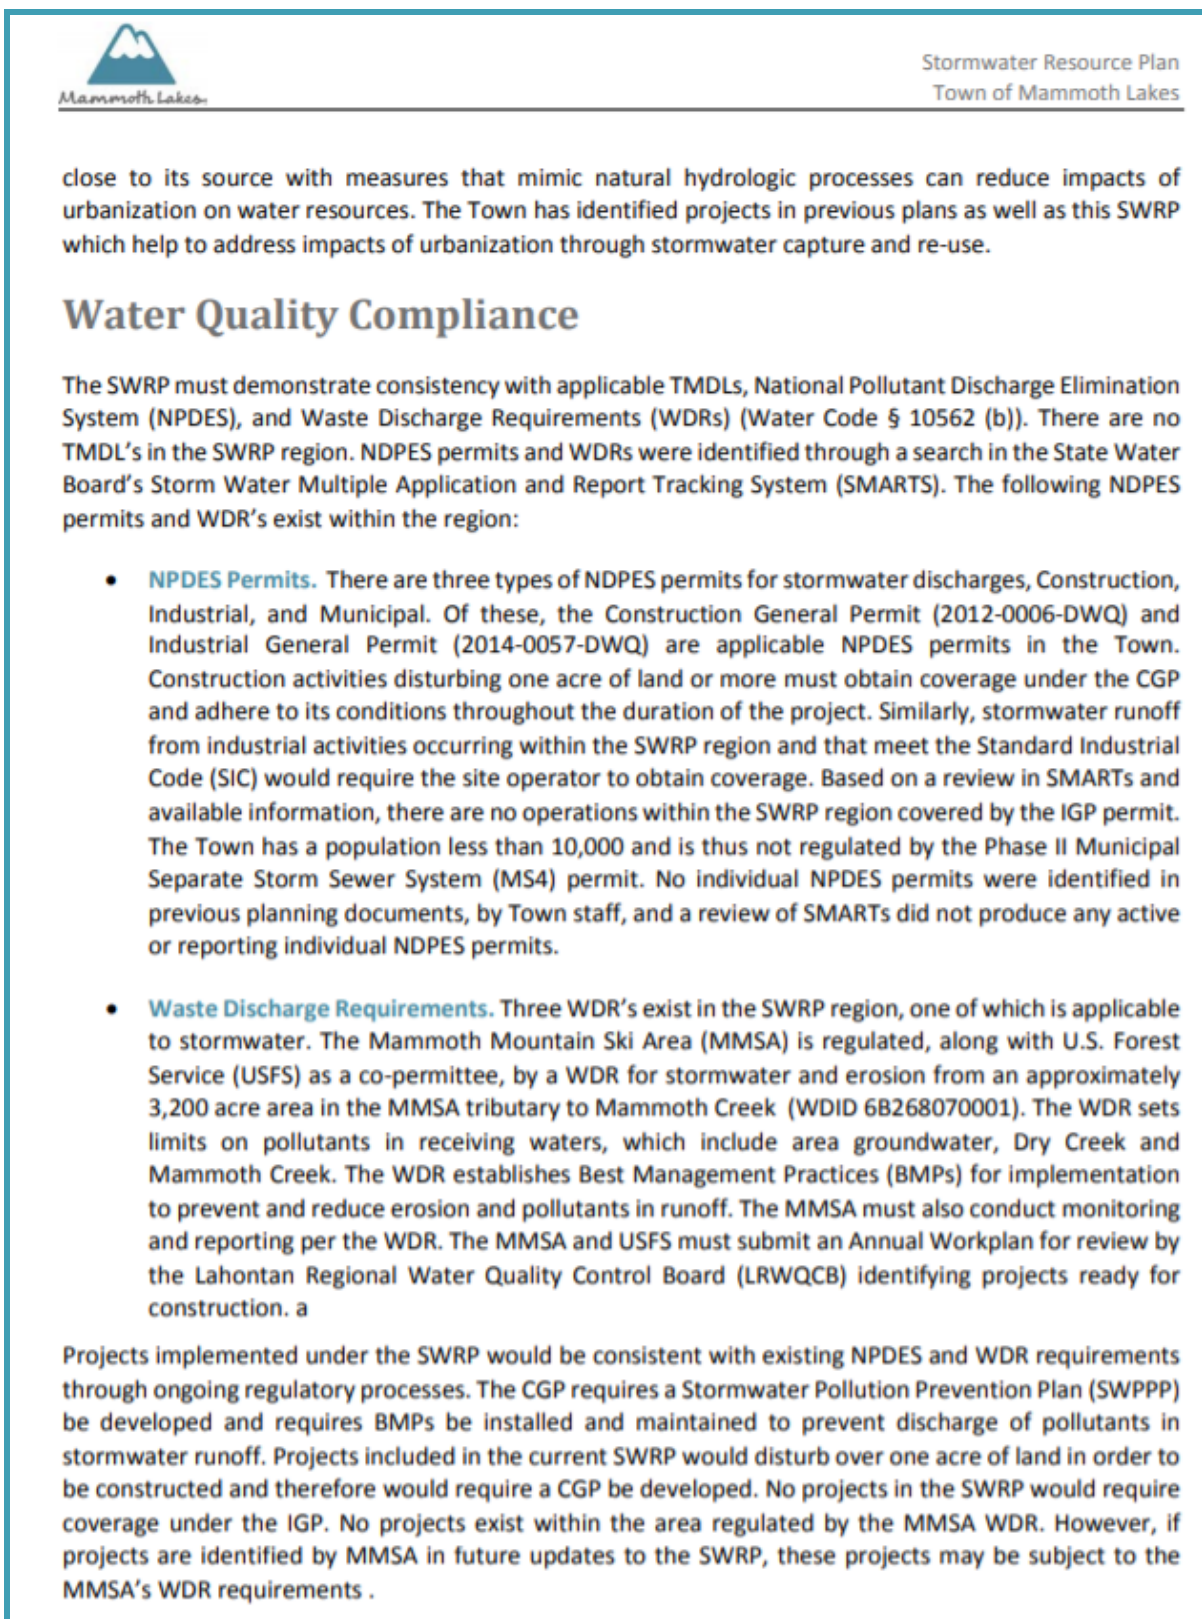 Mammoth Lakes
Stormwater Resource Plan
Town of Mammoth Lakes
close to its source with measures that mimic natural hydrologic processes can reduce impacts of
urbanization on water resources. The Town has identified projects in previous plans as well as this SWRP
which help to address impacts of urbanization through stormwater capture and re-use.
Water Quality Compliance
The SWRP must demonstrate consistency with applicable TMDLs, National Pollutant Discharge Elimination
System (NPDES), and Waste Discharge Requirements (WDRs) (Water Code § 10562 (b)). There are no
TMDL’s in the SWRP region. NDPES permits and WDRs were identified through a search in the State Water
Board’s Storm Water Multiple Application and Report Tracking System (SMARTS). The following NDPES
permits and WDR’s exist within the region:
• NPDES Permits. There are three types of NDPES permits for stormwater discharges, Construction,
Industrial, and Municipal. Of these, the Construction General Permit (2012-0006-DWQ) and
Industrial General Permit (2014-0057-DWQ) are applicable NPDES permits in the Town.
Construction activities disturbing one acre of land or more must obtain coverage under the CGP
and adhere to its conditions throughout the duration of the project. Similarly, stormwater runoff
from industrial activities occurring within the SWRP region and that meet the Standard Industrial
Code (SIC) would require the site operator to obtain coverage. Based on a review in SMARTs and
available information, there are no operations within the SWRP region covered by the IGP permit.
The Town has a population less than 10,000 and is thus not regulated by the Phase II Municipal
Separate Storm Sewer System (MS4) permit. No individual NPDES permits were identified in
previous planning documents, by Town staff, and a review of SMARTs did not produce any active
or reporting individual NDPES permits.
• Waste Discharge Requirements. Three WDR’s exist in the SWRP region, one of which is applicable
to stormwater. The Mammoth Mountain Ski Area (MMSA) is regulated, along with U.S. Forest
Service (USFS) as a co-permittee, by a WDR for stormwater and erosion from an approximately
3,200 acre area in the MMSA tributary to Mammoth Creek (WDID 6B268070001). The WDR sets
limits on pollutants in receiving waters, which include area groundwater, Dry Creek and
Mammoth Creek. The WDR establishes Best Management Practices (BMPs) for implementation
to prevent and reduce erosion and pollutants in runoff. The MMSA must also conduct monitoring
and reporting per the WDR. The MMSA and USFS must submit an Annual Workplan for review by
the Lahontan Regional Water Quality Control Board (LRWQCB) identifying projects ready for
construction. a
Projects implemented under the SWRP would be consistent with existing NPDES and WDR requirements
through ongoing regulatory processes. The CGP requires a Stormwater Pollution Prevention Plan (SWPPP)
be developed and requires BMPs be installed and maintained to prevent discharge of pollutants in
stormwater runoff. Projects included in the current SWRP would disturb over one acre of land in order to
be constructed and therefore would require a CGP be developed. No projects in the SWRP would require
coverage under the IGP. No projects exist within the area regulated by the MMSA WDR. However, if
projects are identified by MMSA in future updates to the SWRP, these projects may be subject to the
MMSA’s WDR requirements .